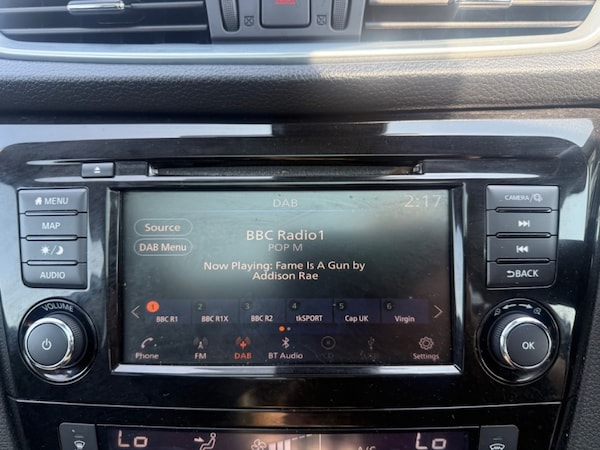 MENU
MAP
AUDIO
VOLUME
DAB 2:17
Source
DAB Menu
BBC Radio1
POP M
Now Playing: Fame Is A Gun by
Addison Rae
1 2 3 4 5 6
BBC R1 BBC R1X BBC R2 tkSPORT Cap UK Virgin
Phone FM DAB BT Audio CD Settings
CAMERA/
BACK
OK
Lo A/C Lo